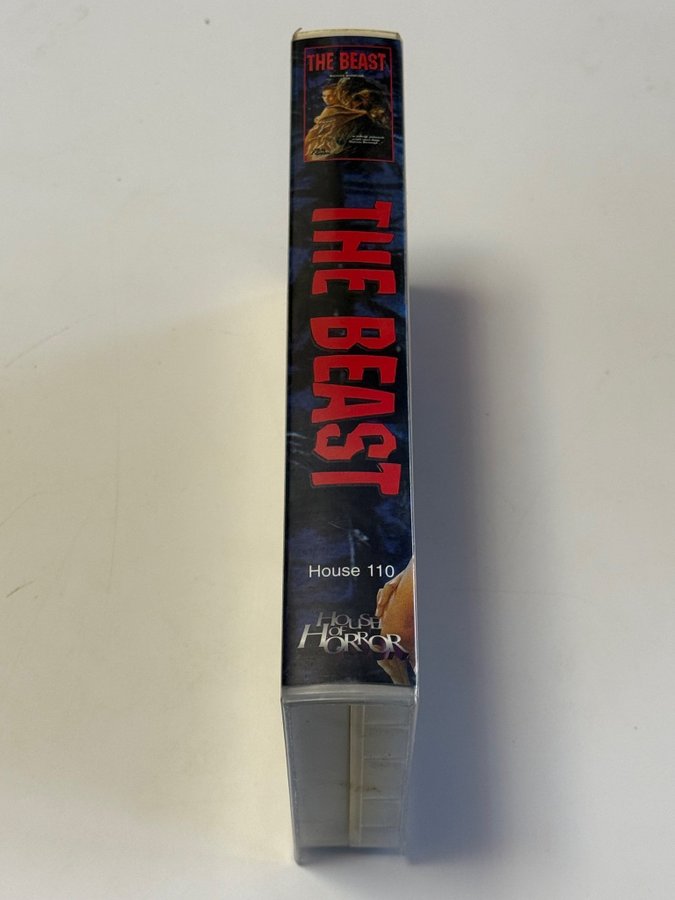 THE BEAST
THE BEAST
House 110
HOUSE
OF
HORROR